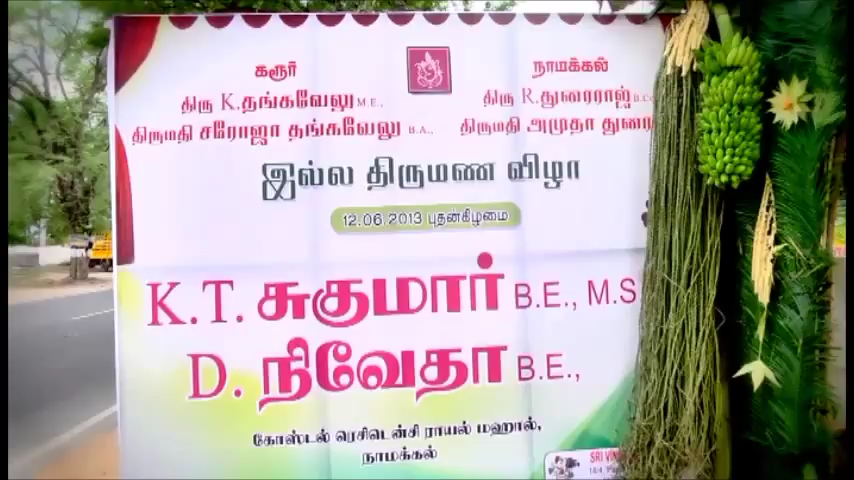 கரூர்
திரு K.தங்கவேலு M.E.,
திருமதி சரோஜா தங்கவேலு B.A.,
நாமக்கல்
திரு R.துரைராஜ்
திருமதி அமுதா
இல்ல திருமண விழா
12.06.2013 புதன்கிழமை
K.T. சுகுமார் B.E., M.S
D. நிவேதா B.E.,
கோஸ்டல் ரெசிடென்சி ராயல் மஹால்,
நாமக்கல்
SRI